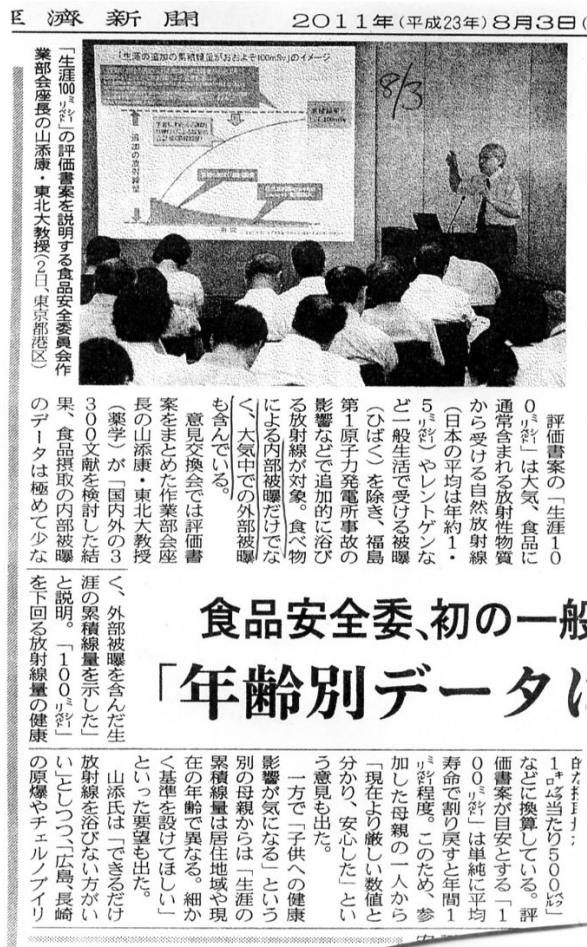 済新聞
2011年(平成23年)8月3日(
「生涯の追加の累積線量がおおよそ100mSv」のイメージ
追加の放射線量
8/3
「生涯100ミリシーベルト」の評価書案を説明する食品安全委員会作
業部会座長の山添康・東北大教授(2日、東京都港区)
評価書案の「生涯10
0ミリシーベルト」は大気、食品に
通常含まれる放射性物質
から受ける自然放射線
(日本の平均は年約1・
5ミリシーベルト)やレントゲンな
ど一般生活で受ける被曝
(ひばく)を除き、福島
第1原子力発電所事故の
影響などで追加的に浴び
る放射線が対象。食べ物
による内部被曝だけでな
く、大気中での外部被曝
も含んでいる。
意見交換会では評価書
案をまとめた作業部会座
長の山添康・東北大教授
(薬学)が「国内外の3
300文献を検討した結
果、食品摂取の内部被曝
のデータは極めて少な
く、外部被曝を含んだ生
涯の累積線量を示した」
と説明。「100ミリシーベルト
を下回る放射線量の健康
食品安全委、初の一般
「年齢別データは
1キログラム当たり500ベクレル」
などに換算している。評
価書案が目安とする「1
00ミリシーベルト」は単純に平均
寿命で割り戻すと年間1
ミリシーベルト程度。このため、参
加した母親の一人から
「現在より厳しい数値と
分かり、安心した」とい
う意見も出た。
一方で「子供への健康
影響が気になる」という
別の母親からは「生涯の
累積線量は居住地域や現
在の年齢で異なる。細か
く基準を設けてほしい」
といった要望も出た。
山添氏は「できるだけ
放射線を浴びない方がい
い」としつつ、「広島、長崎
の原爆やチェルノブイリ